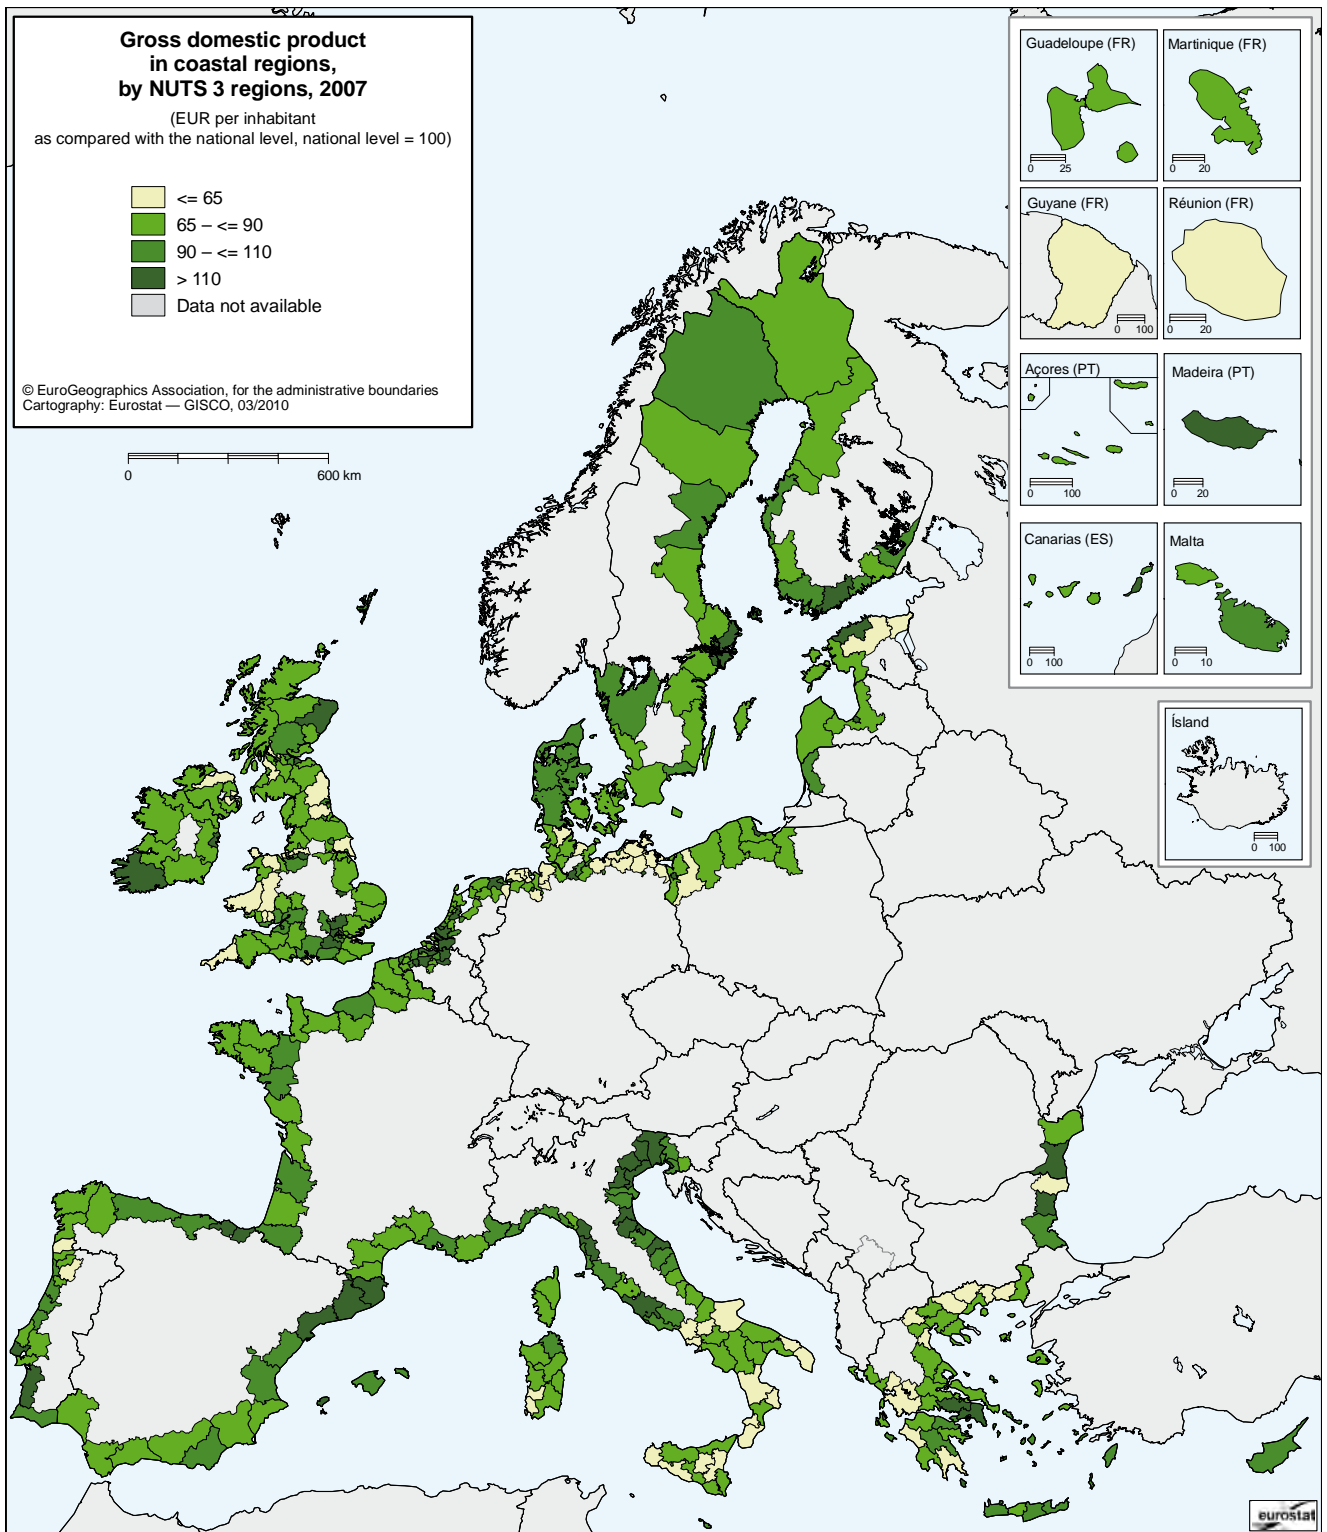 Gross domestic product
in coastal regions,
by NUTS 3 regions, 2007
(EUR per inhabitant
as compared with the national level, national level = 100)
<= 65
65 – <= 90
90 – <= 110
> 110
Data not available
© EuroGeographics Association, for the administrative boundaries
Cartography: Eurostat — GISCO, 03/2010
0 600 km
Guadeloupe (FR)
0 25
Martinique (FR)
0 20
Guyane (FR)
0 100
Réunion (FR)
0 20
Açores (PT)
0 100
Madeira (PT)
0 20
Canarias (ES)
0 100
Malta
0 10
Ísland
0 100
eurostat